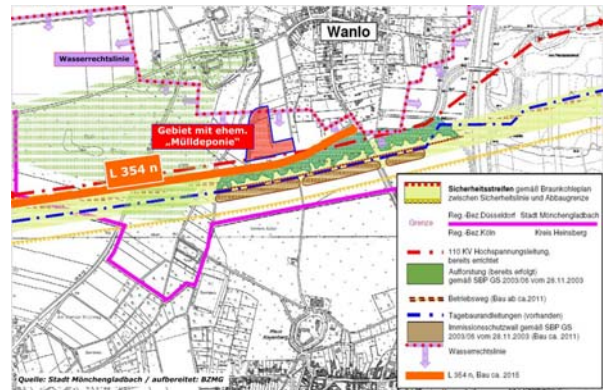 Wanlo
Wasserrechtslinie
Gebiet mit ehem.
„Mülldeponie"
L 354 n
Sicherheitsstreifen gemäß Braunkohleplan
zwischen Sicherheitslinie und Abbaugrenze
Grenze
Reg.-Bez.Düsseldorf Stadt Mönchengladbach
Reg.-Bez.Köln Kreis Heinsberg
110 KV Hochspannungsleitung,
bereits errichtet
Aufforstung (bereits erfolgt)
gemäß SBP GS 2003/06 vom 28.11.2003
Betriebsweg (Bau ab ca.2011)
Tagebaurandleitungen (vorhanden)
Immissionsschutzwall gemäß SBP GS
2003/06 vom 28.11.2003 (Bau ca. 2011)
Wasserrechtslinie
L 354 n, Bau ca. 2015
Quelle: Stadt Mönchengladbach / aufbereitet: BZMG